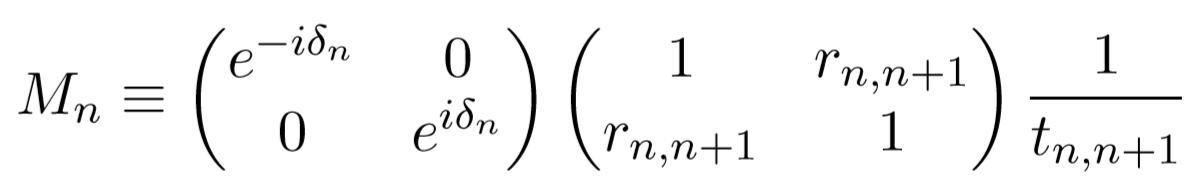 $M_n \equiv \begin{pmatrix} e^{-i\delta_n} & 0 \\ 0 & e^{i\delta_n} \end{pmatrix} \begin{pmatrix} 1 & r_{n,n+1} \\ r_{n,n+1} & 1 \end{pmatrix} \frac{1}{t_{n,n+1}}$